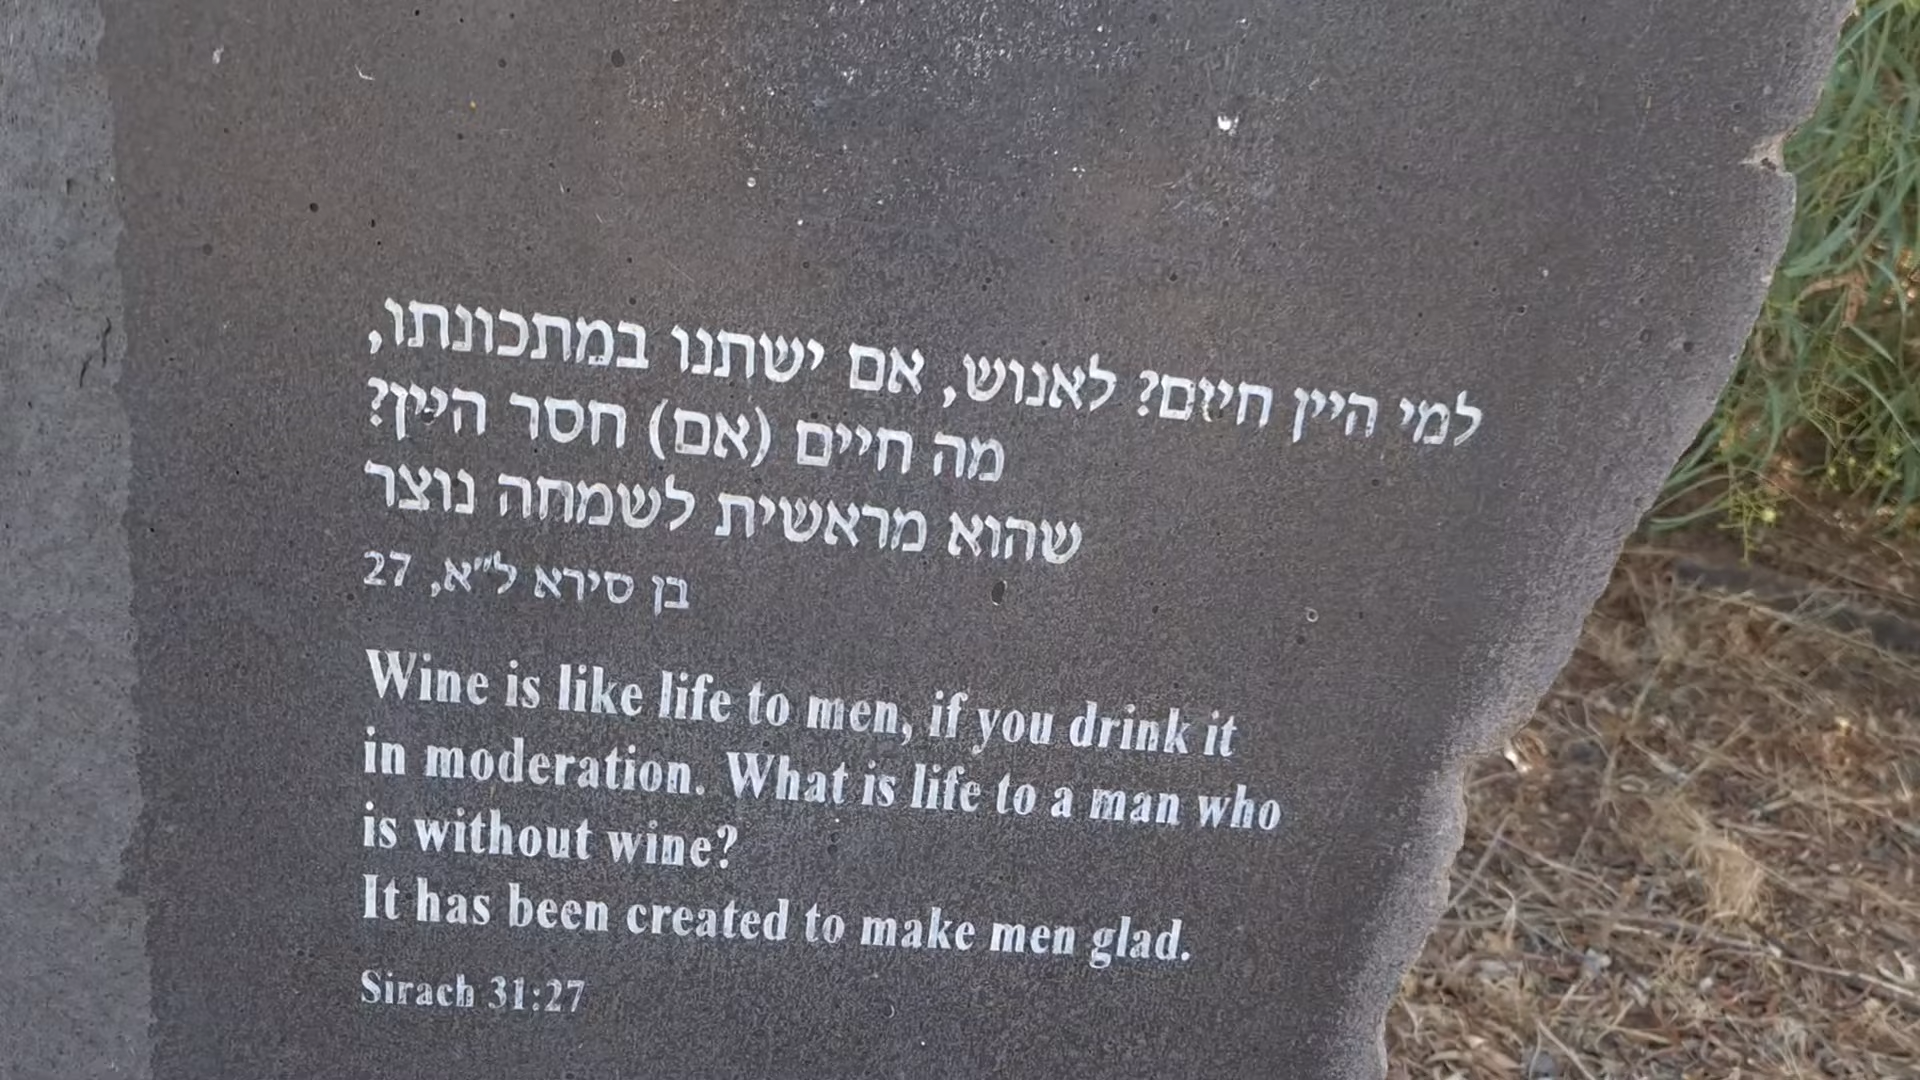 למי היין חיים? לאנוש, אם ישתנו במתכונתו,
מה חיים (אם) חסר היין?
שהוא מראשית לשמחה נוצר
בן סירא ל״א, 27
Wine is like life to men, if you drink it
in moderation. What is life to a man who
is without wine?
It has been created to make men glad.
Sirach 31:27